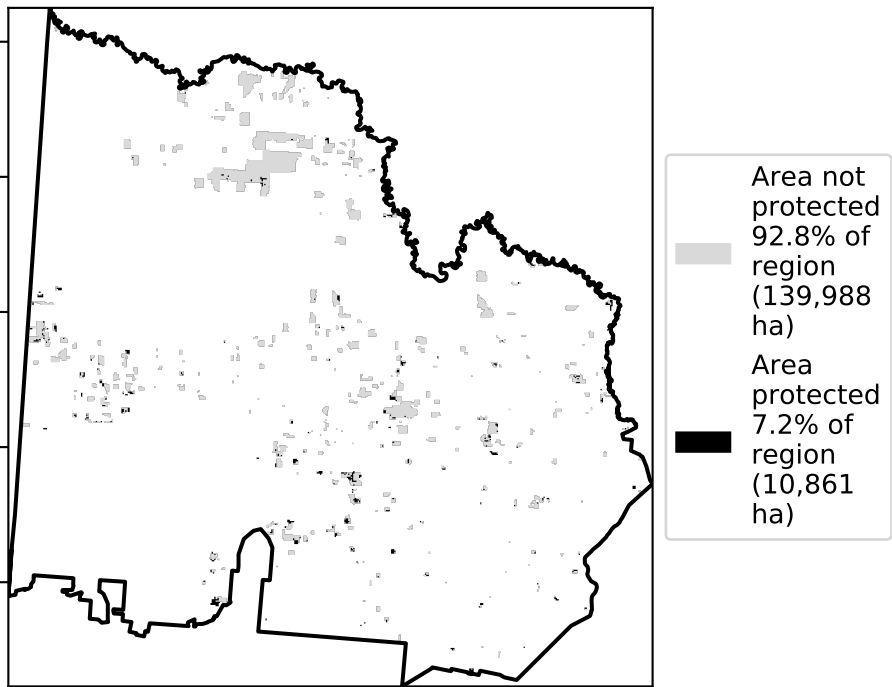 Area not
protected
92.8% of
region
(139,988
ha)
Area
protected
7.2% of
region
(10,861
ha)